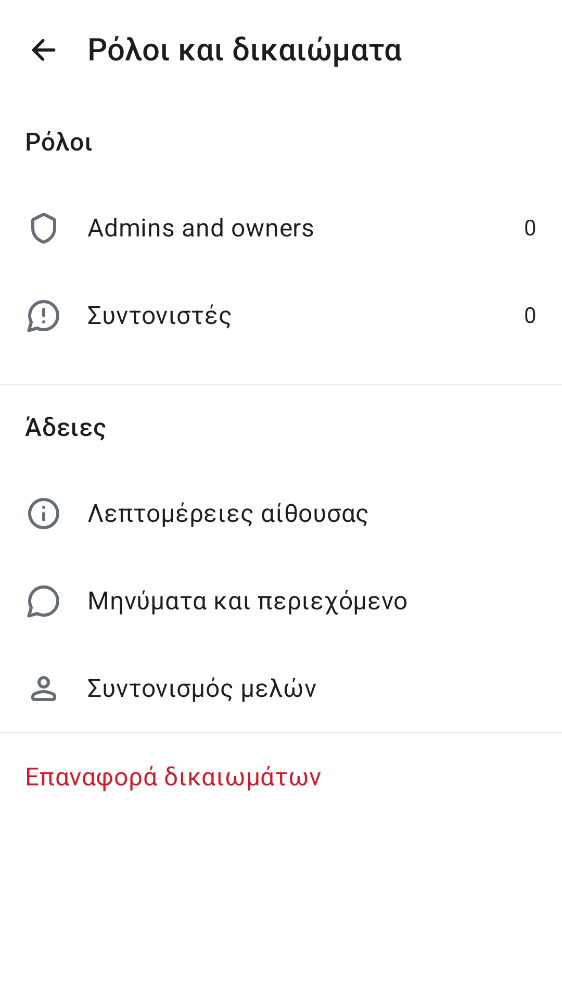 Ρόλοι και δικαιώματα
Ρόλοι
Admins and owners 0
Συντονιστές 0
Άδειες
Λεπτομέρειες αίθουσας
Μηνύματα και περιεχόμενο
Συντονισμός μελών
Επαναφορά δικαιωμάτων